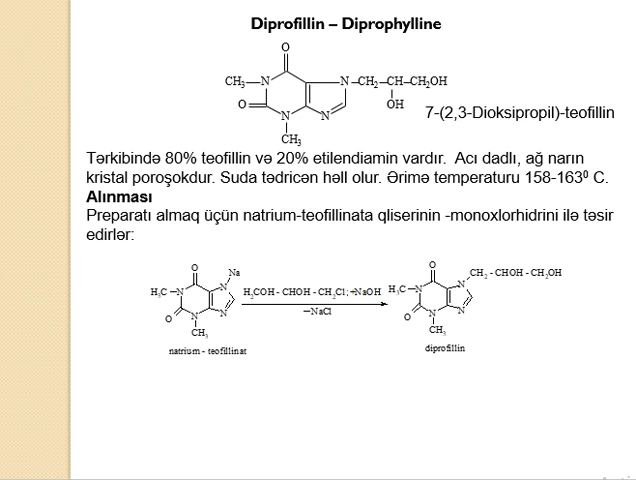 Diprofillin – Diprophylline
O
CH₃ N N CH₂ CH CH₂OH
O N N OH
CH₃
7-(2,3-Dioksipropil)-teofillin
Tərkibində 80% teofillin və 20% etilendiamin vardır. Acı dadlı, ağ narın
kristal poroşokdur. Suda tədricən həll olur. Ərimə temperaturu 158-163⁰ C.
Alınması
Preparatı almaq üçün natrium-teofillinata qliserinin -monoxlorhidrini ilə təsir
edirlər:
O Na
H₃C N N
O N N
CH₃
natrium - teofillinat
H₂COH - CHOH - CH₂Cl ; +NaOH
−NaCl
O CH₂ - CHOH - CH₂OH
H₃C N N
O N N
CH₃
diprofillin